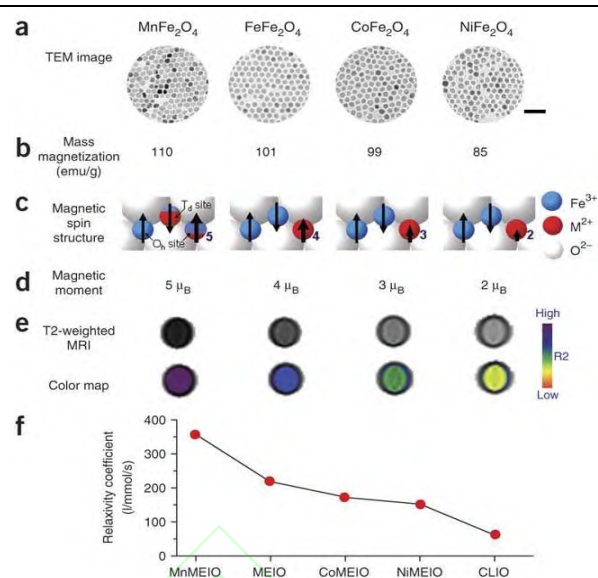 a
MnFe2O4 FeFe2O4 CoFe2O4 NiFe2O4
TEM image
b
Mass
magnetization
(emu/g)
110 101 99 85
c
Magnetic
spin
structure
Td site
Oh site
5 4 3 2
Fe3+
M2+
O2−
d
Magnetic
moment
5 μB 4 μB 3 μB 2 μB
e
T2-weighted
MRI
Color map
High
R2
Low
f
Relaxivity coefficient
(l/mmol/s)
400
300
200
100
0
MnMEIO MEIO CoMEIO NiMEIO CLIO